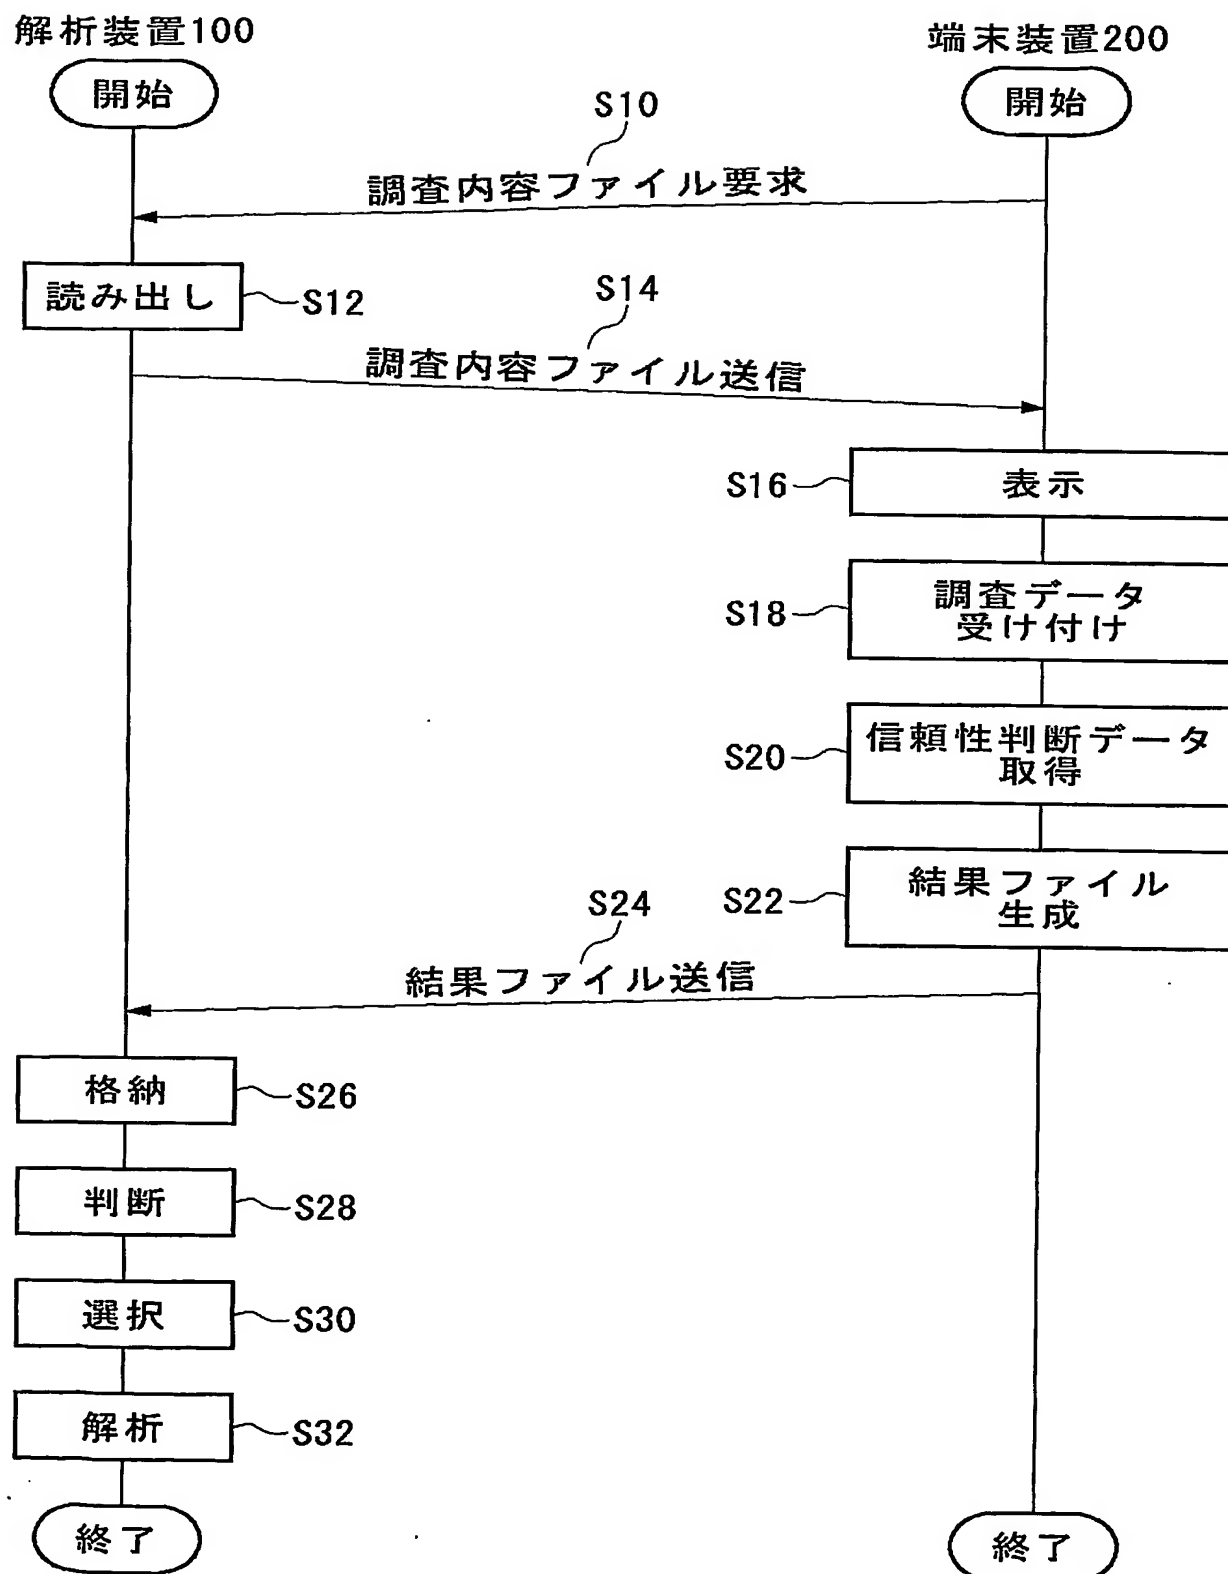 解析装置100
端末装置200
開始
開始
S10
調査内容ファイル要求
読み出し
S12
S14
調査内容ファイル送信
S16
表示
S18
調査データ
受け付け
S20
信頼性判断データ
取得
S22
結果ファイル
生成
S24
結果ファイル送信
格納
S26
判断
S28
選択
S30
解析
S32
終了
終了